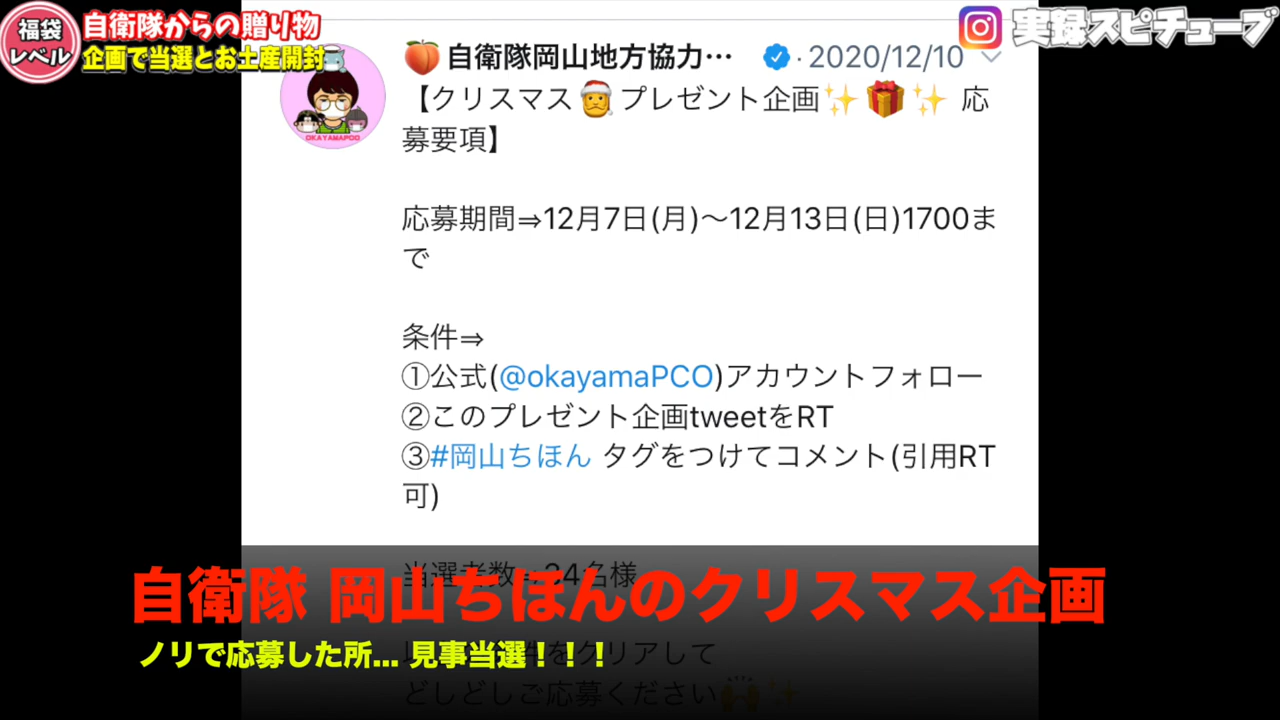 福袋
レベル
自衛隊からの贈り物
企画で当選とお土産開封
実録スピチューブ
OKAYAMAPCO
🍑自衛隊岡山地方協力… · 2020/12/10
【クリスマス🎅プレゼント企画✨🎁✨ 応
募要項】
応募期間⇒12月7日(月)〜12月13日(日)1700ま
で
条件⇒
①公式(@okayamaPCO)アカウントフォロー
②このプレゼント企画tweetをRT
③#岡山ちほん タグをつけてコメント(引用RT
可)
当選者数⇒34名様
自衛隊 岡山ちほんのクリスマス企画
ノリで応募した所... 見事当選！！！
クリアして
どしどしご応募ください🙌✨